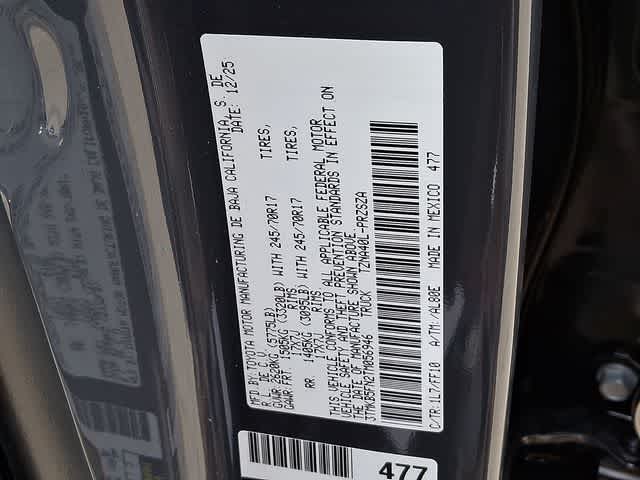 MFD BY:TOYOTA MOTOR MANUFACTURING DE BAJA CALIFORNIA, S. DE
R.L. DE C.V. DATE: 12/25
GVWR 2620KG (5775LB)
GAWR FRT. 1505KG (3320LB) WITH 245/70R17 TIRES,
17X7J RIMS,
RR. 1405KG (3095LB) WITH 245/70R17 TIRES,
17X7J RIMS,
THIS VEHICLE CONFORMS TO ALL APPLICABLE FEDERAL MOTOR
VEHICLE SAFETY AND THEFT PREVENTION STANDARDS IN EFFECT ON
THE DATE OF MANUFACTURE SHOWN ABOVE.
TRUCK TZNA40L-PRZSZA
C/TR:1L7/FF10 A/TM:/AL80E MADE IN MEXICO 477
477